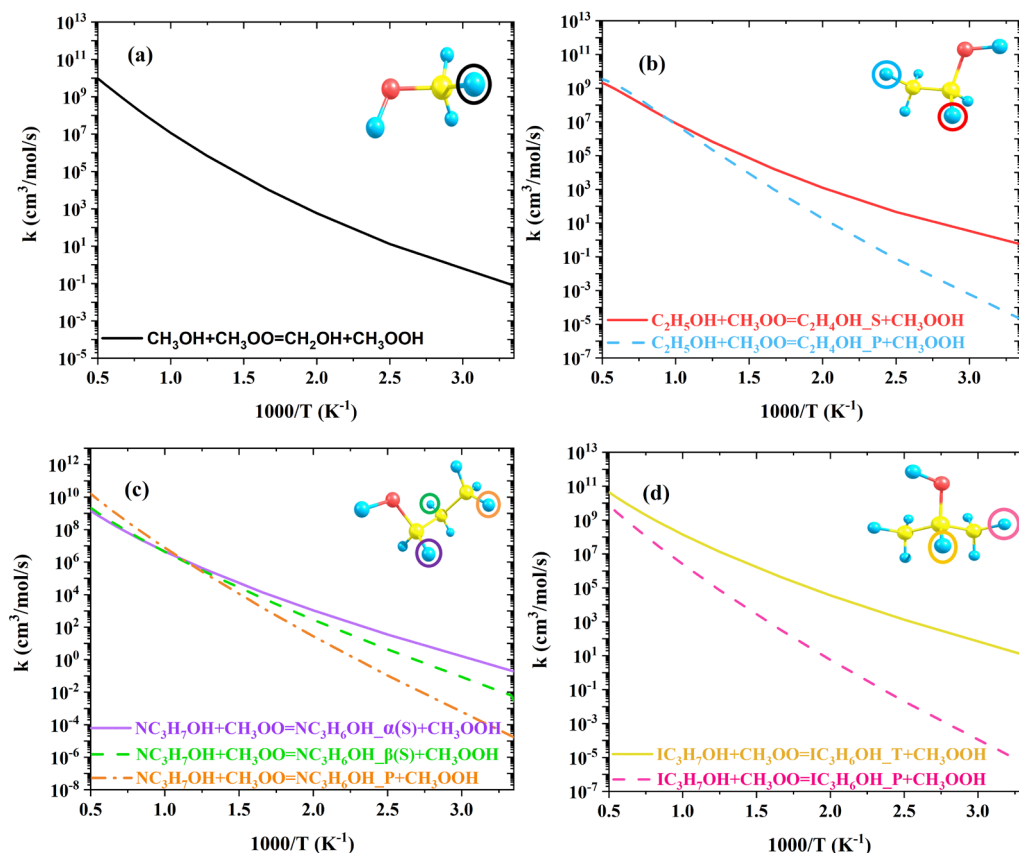 (a)
10^13
10^11
10^9
10^7
10^5
10^3
10^1
10^-1
10^-3
10^-5
k (cm³/mol/s)
CH₃OH+CH₃OO=CH₂OH+CH₃OOH
0.5 1.0 1.5 2.0 2.5 3.0
1000/T (K⁻¹)
(b)
10^13
10^11
10^9
10^7
10^5
10^3
10^1
10^-1
10^-3
10^-5
10^-7
k (cm³/mol/s)
C₂H₅OH+CH₃OO=C₂H₄OH_S+CH₃OOH
C₂H₅OH+CH₃OO=C₂H₄OH_P+CH₃OOH
0.5 1.0 1.5 2.0 2.5 3.0
1000/T (K⁻¹)
(c)
10^12
10^10
10^8
10^6
10^4
10^2
10^0
10^-2
10^-4
10^-6
10^-8
k (cm³/mol/s)
NC₃H₇OH+CH₃OO=NC₃H₆OH_α(S)+CH₃OOH
NC₃H₇OH+CH₃OO=NC₃H₆OH_β(S)+CH₃OOH
NC₃H₇OH+CH₃OO=NC₃H₆OH_P+CH₃OOH
0.5 1.0 1.5 2.0 2.5 3.0
1000/T (K⁻¹)
(d)
10^13
10^11
10^9
10^7
10^5
10^3
10^1
10^-1
10^-3
10^-5
10^-7
k (cm³/mol/s)
IC₃H₇OH+CH₃OO=IC₃H₆OH_T+CH₃OOH
IC₃H₇OH+CH₃OO=IC₃H₆OH_P+CH₃OOH
0.5 1.0 1.5 2.0 2.5 3.0
1000/T (K⁻¹)